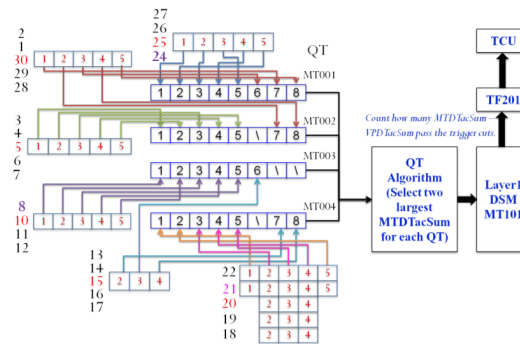 27
26
25
24
2
1
30
29
28
1 2 3 4 5
1 2 3 4 5
QT
MT001
1 2 3 4 5 6 7 8
MT002
1 2 3 4 5 \ 7 8
3
4
5
6
7
1 2 3 4 5
MT003
1 2 3 4 5 6 \ \
8
10
11
12
1 2 3 4 5
MT004
1 2 3 4 5 \ 7 8
13
14
15
16
17
2 3 4
22
21
20
19
18
1 2 3 4 5
1 2 3 4 5
2 3 4
2 3 4
2 3 4
Count how many MTDTacSum –
VPDTacSum pass the trigger cuts.
QT
Algorithm
(Select two
largest
MTDTacSum
for each QT)
TCU
TF201
DSM